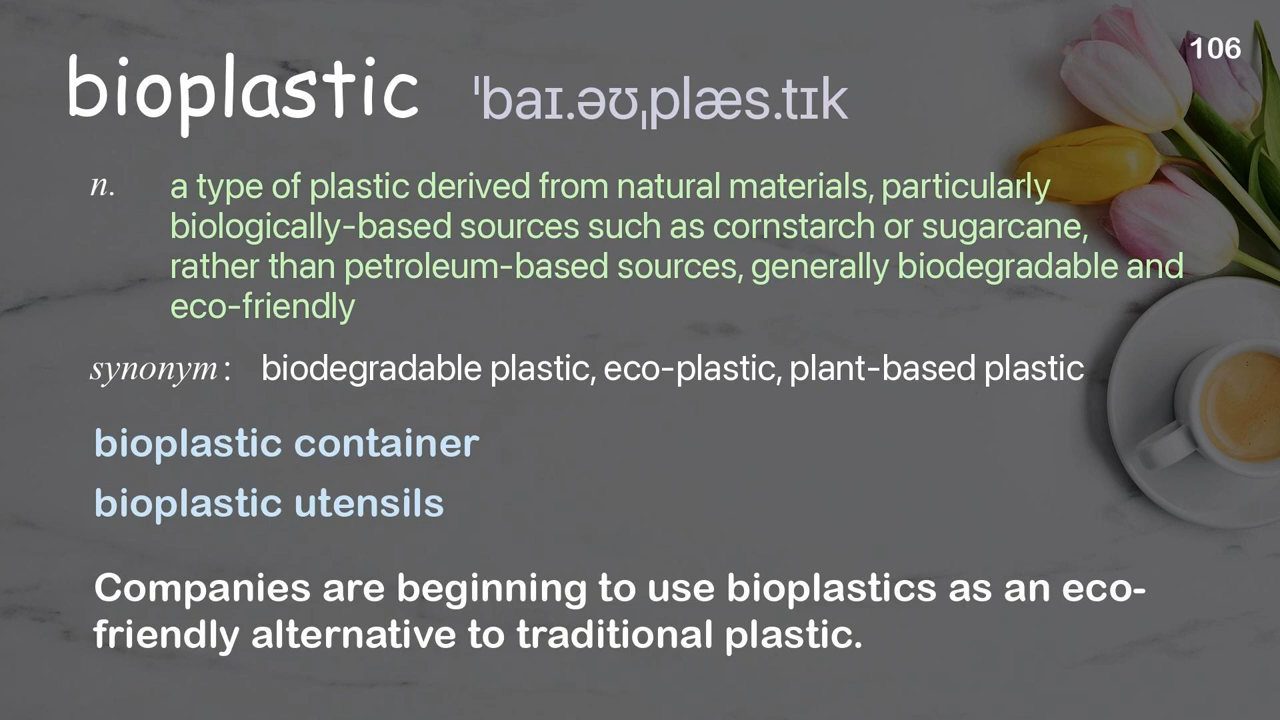 106
bioplastic ˈbaɪ.əʊˌplæs.tɪk
n. a type of plastic derived from natural materials, particularly
biologically-based sources such as cornstarch or sugarcane,
rather than petroleum-based sources, generally biodegradable and
eco-friendly
synonym: biodegradable plastic, eco-plastic, plant-based plastic
bioplastic container
bioplastic utensils
Companies are beginning to use bioplastics as an eco-
friendly alternative to traditional plastic.